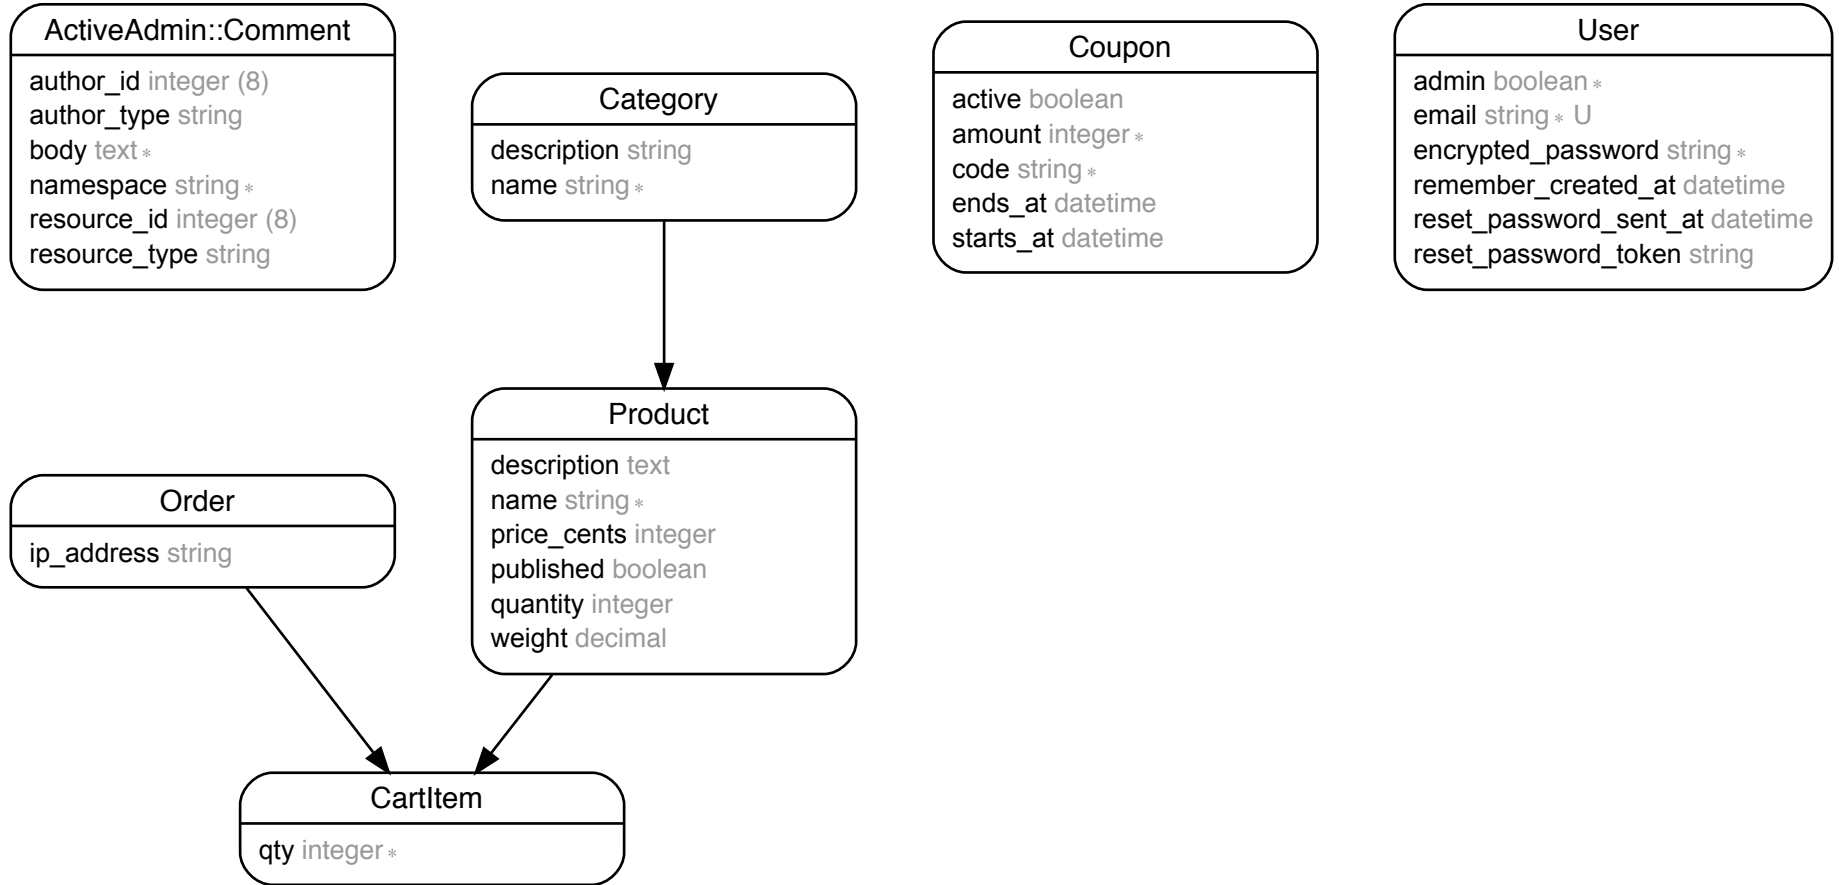 ActiveAdmin::Comment
author_id integer (8)
author_type string
body text *
namespace string *
resource_id integer (8)
resource_type string
Category
description string
name string *
Coupon
active boolean
amount integer *
code string *
ends_at datetime
starts_at datetime
User
admin boolean *
email string * U
encrypted_password string *
remember_created_at datetime
reset_password_sent_at datetime
reset_password_token string
Product
description text
name string *
price_cents integer
published boolean
quantity integer
weight decimal
Order
ip_address string
CartItem
qty integer *